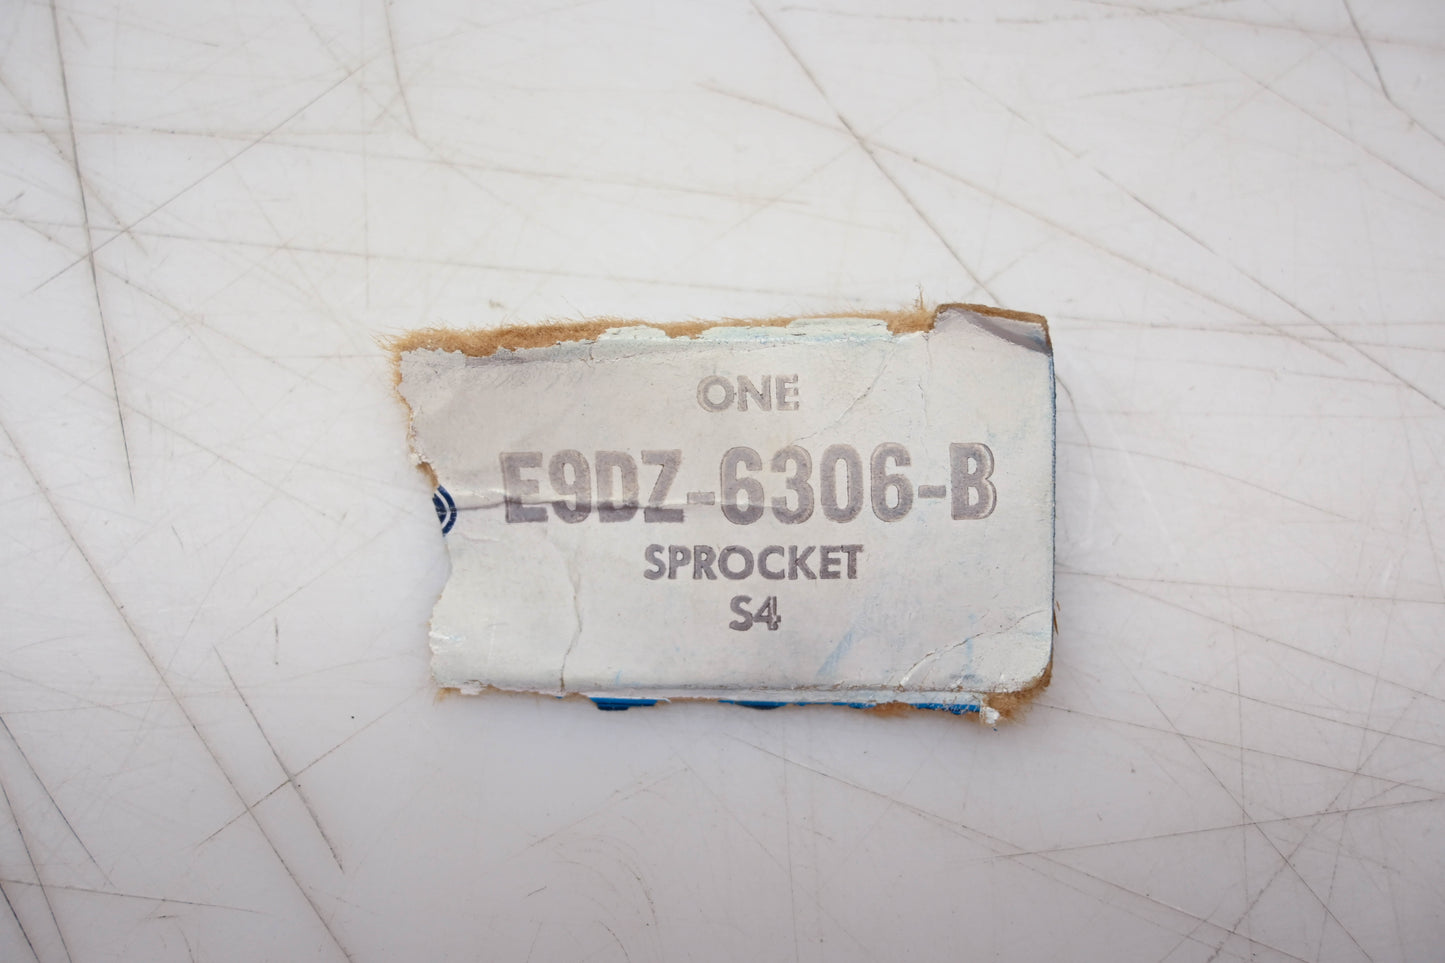 ONE
E9DZ-6306-B
SPROCKET
S4